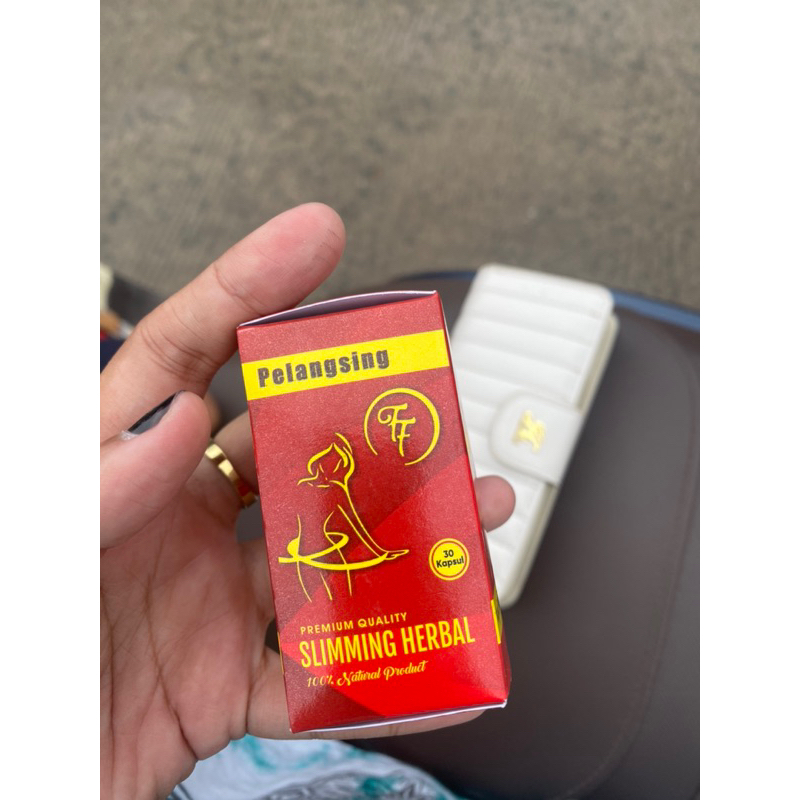 Pelangsing
FF
30
Kapsul
PREMIUM QUALITY
SLIMMING HERBAL
100% Natural Product